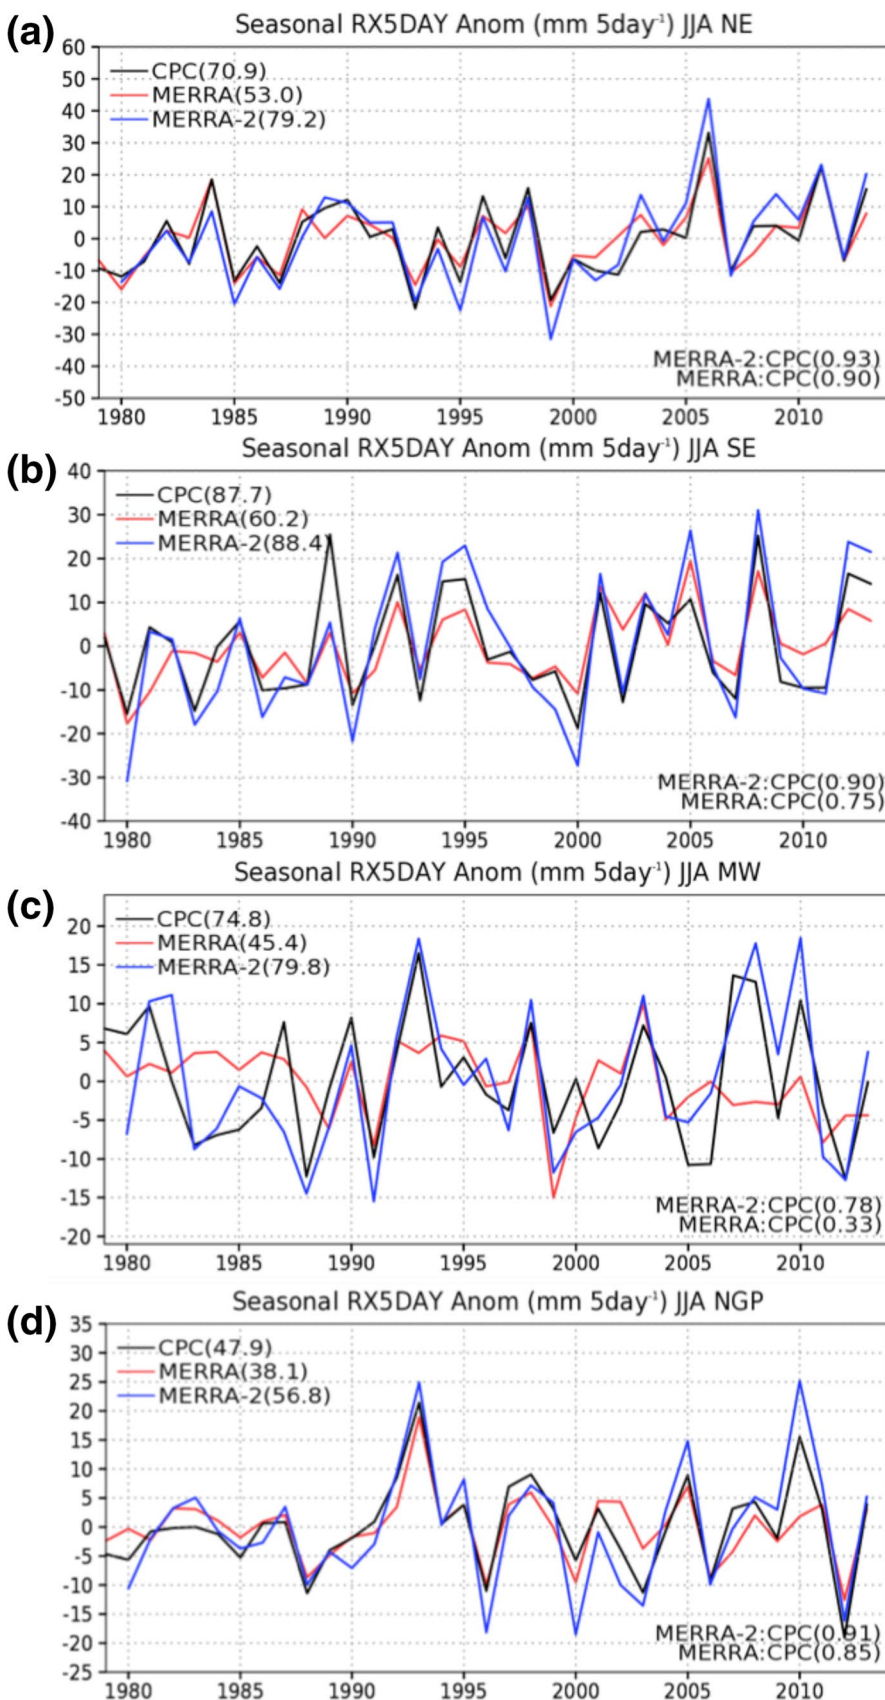 (a)
Seasonal RX5DAY Anom (mm 5day⁻¹) JJA NE
60
50
40
30
20
10
0
-10
-20
-30
-40
-50
CPC(70.9)
MERRA(53.0)
MERRA-2(79.2)
MERRA-2:CPC(0.93)
MERRA:CPC(0.90)
1980 1985 1990 1995 2000 2005 2010
(b)
Seasonal RX5DAY Anom (mm 5day⁻¹) JJA SE
40
30
20
10
0
-10
-20
-30
-40
CPC(87.7)
MERRA(60.2)
MERRA-2(88.4)
MERRA-2:CPC(0.90)
MERRA:CPC(0.75)
1980 1985 1990 1995 2000 2005 2010
(c)
Seasonal RX5DAY Anom (mm 5day⁻¹) JJA MW
20
15
10
5
0
-5
-10
-15
-20
CPC(74.8)
MERRA(45.4)
MERRA-2(79.8)
MERRA-2:CPC(0.78)
MERRA:CPC(0.33)
1980 1985 1990 1995 2000 2005 2010
(d)
Seasonal RX5DAY Anom (mm 5day⁻¹) JJA NGP
35
30
25
20
15
10
5
0
-5
-10
-15
-20
-25
CPC(47.9)
MERRA(38.1)
MERRA-2(56.8)
MERRA-2:CPC(0.91)
MERRA:CPC(0.85)
1980 1985 1990 1995 2000 2005 2010